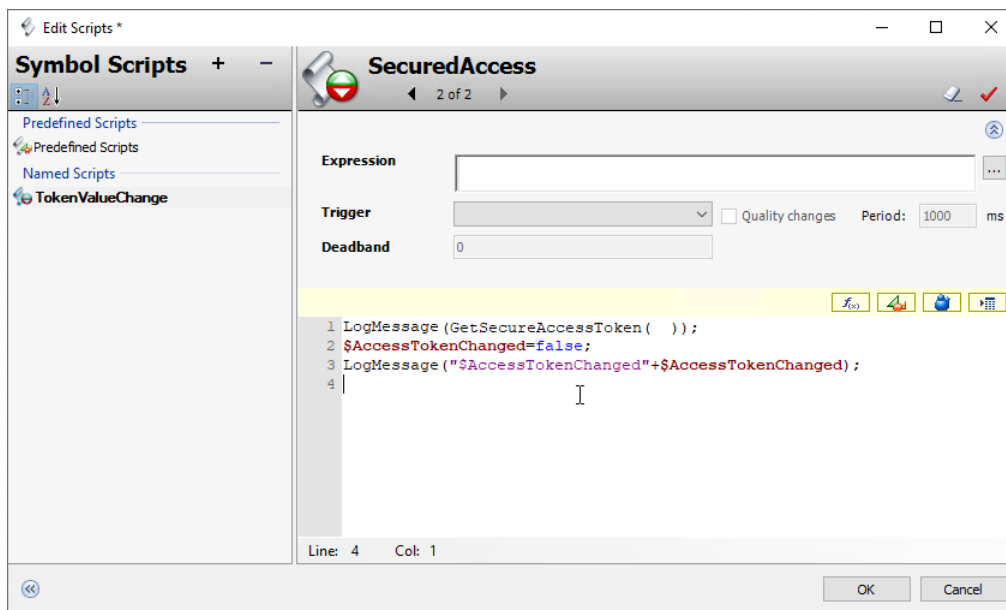 Edit Scripts *
Symbol Scripts + −
Predefined Scripts
Predefined Scripts
Named Scripts
TokenValueChange
SecuredAccess
2 of 2
Expression
...
Trigger
Quality changes Period: 1000 ms
Deadband 0
f(x)
1 LogMessage(GetSecureAccessToken( ));
2 $AccessTokenChanged=false;
3 LogMessage("$AccessTokenChanged"+$AccessTokenChanged);
4
Line: 4 Col: 1
OK Cancel